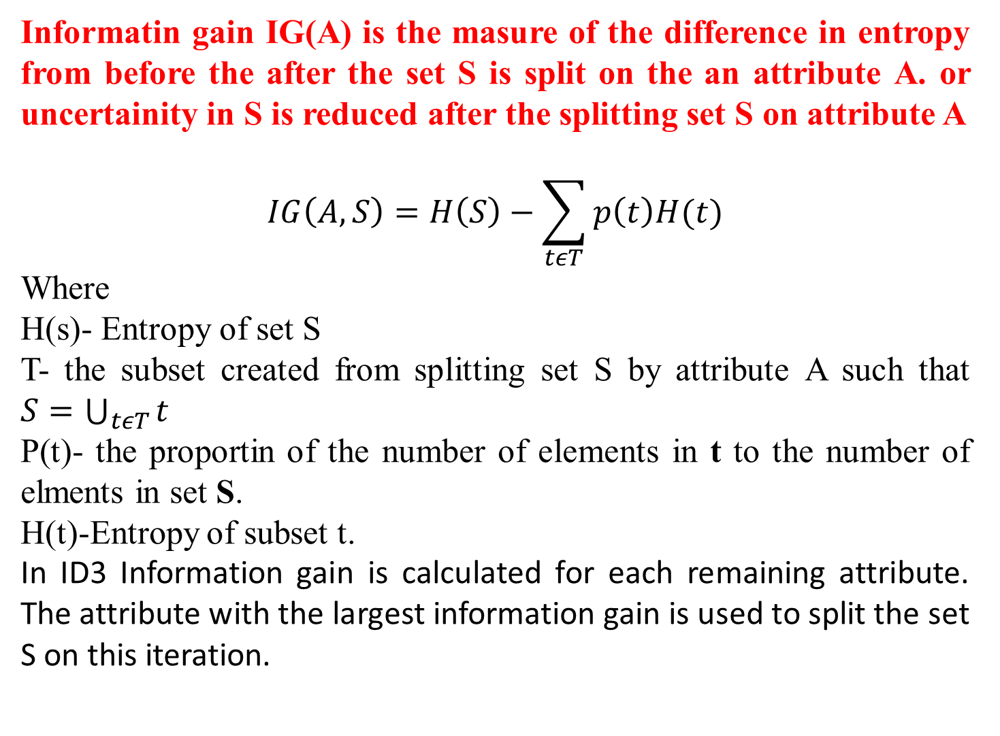 Informatin gain IG(A) is the masure of the difference in entropy
from before the after the set S is split on the an attribute A. or
uncertainity in S is reduced after the splitting set S on attribute A
IG(A, S) = H(S) − ∑ p(t)H(t)
tϵT
Where
H(s)- Entropy of set S
T- the subset created from splitting set S by attribute A such that
S = ⋃tϵT t
P(t)- the proportin of the number of elements in t to the number of
elments in set S.
H(t)-Entropy of subset t.
In ID3 Information gain is calculated for each remaining attribute.
The attribute with the largest information gain is used to split the set
S on this iteration.